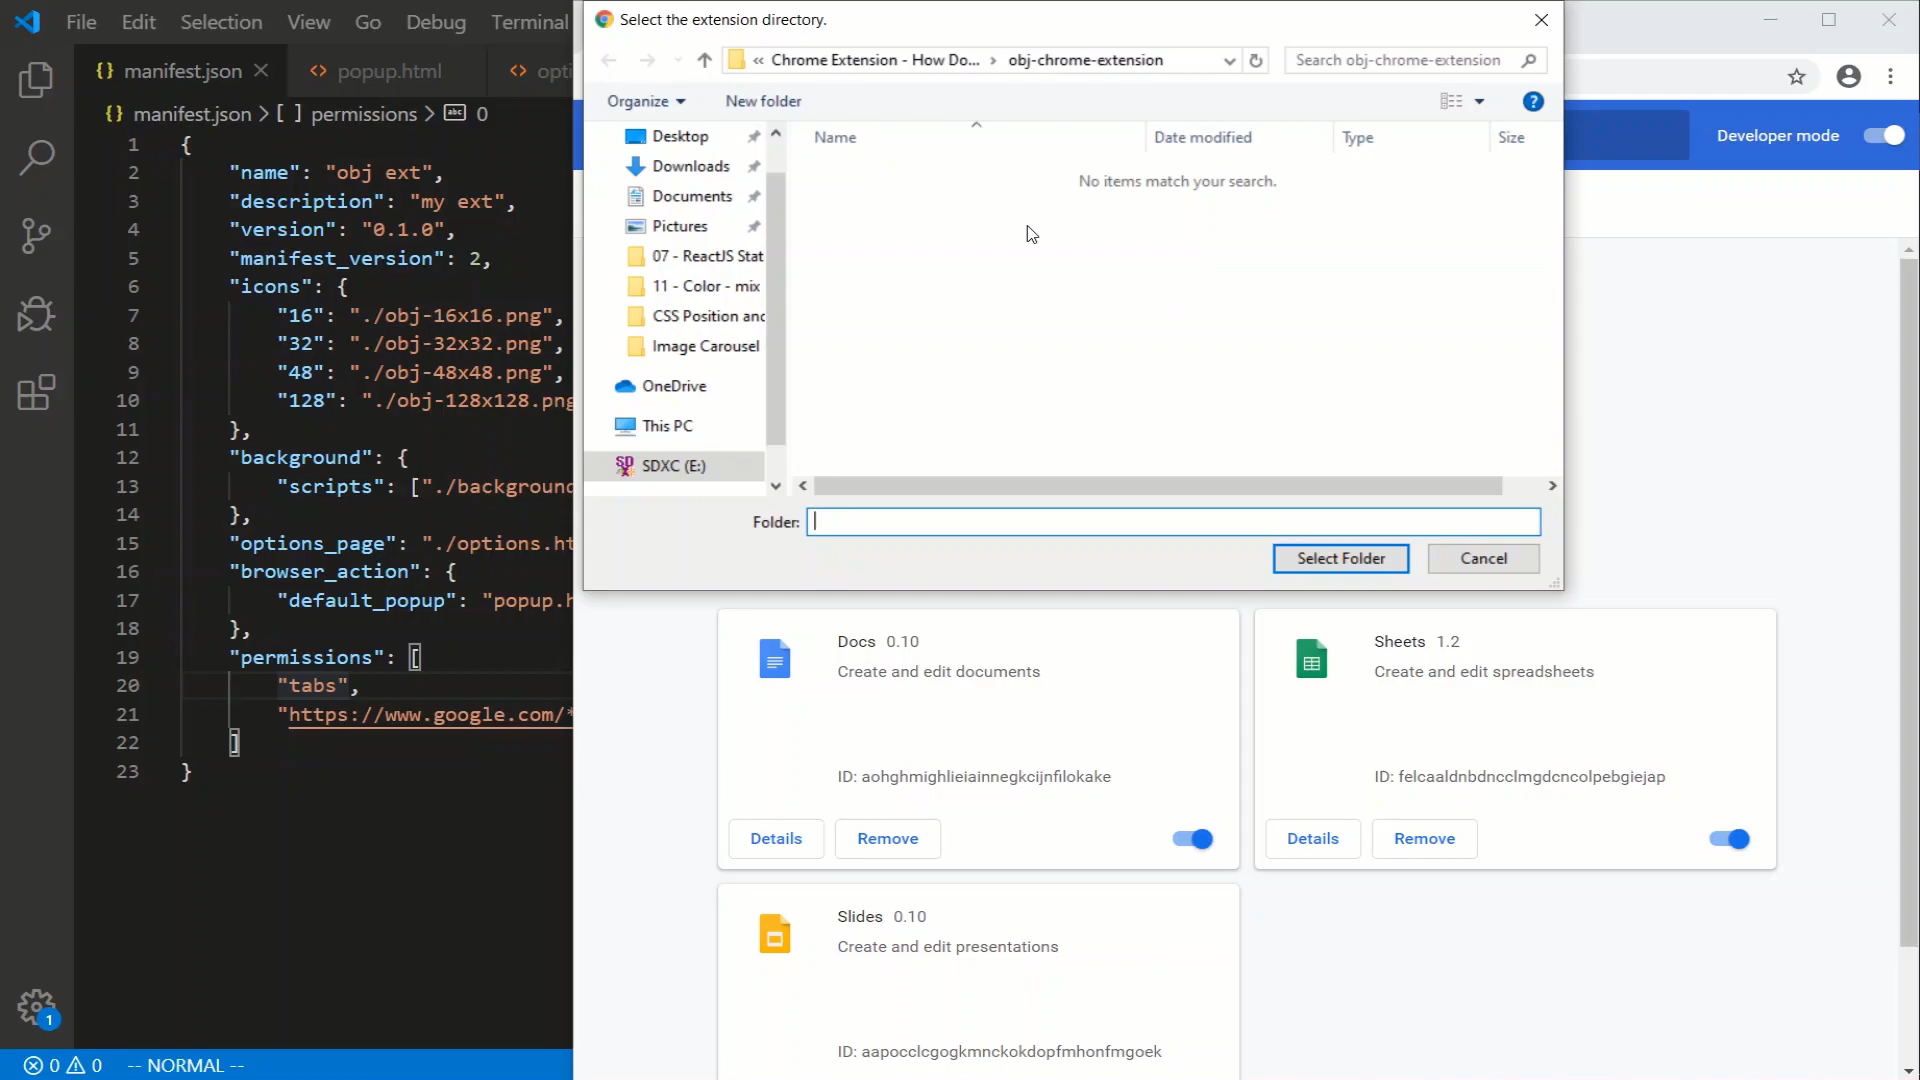 File Edit Selection View Go Debug Terminal
manifest.json
popup.html
opti
manifest.json > [ ] permissions > abc 0
1 {
2 "name": "obj ext",
3 "description": "my ext",
4 "version": "0.1.0",
5 "manifest_version": 2,
6 "icons": {
7 "16": "./obj-16x16.png",
8 "32": "./obj-32x32.png",
9 "48": "./obj-48x48.png",
10 "128": "./obj-128x128.png
11 },
12 "background": {
13 "scripts": ["./background
14 },
15 "options_page": "./options.ht
16 "browser_action": {
17 "default_popup": "popup.h
18 },
19 "permissions": [
20 "tabs",
21 "https://www.google.com/*
22 ]
23 }
1
0 0 -- NORMAL --
Select the extension directory.
« Chrome Extension - How Do... > obj-chrome-extension
Search obj-chrome-extension
Organize
New folder
?
Desktop
Downloads
Documents
Pictures
07 - ReactJS Stat
11 - Color - mix
CSS Position and
Image Carousel
OneDrive
This PC
SDXC (E:)
Name
Date modified
Type
Size
No items match your search.
Folder:
Select Folder
Cancel
Developer mode
Docs 0.10
Create and edit documents
ID: aohghmighlieiainnegkcijnfilokake
Details
Remove
Sheets 1.2
Create and edit spreadsheets
ID: felcaaldnbdncclmgdcncolpebgiejap
Details
Remove
Slides 0.10
Create and edit presentations
ID: aapocclcgogkmnckokdopfmhonfmgoek